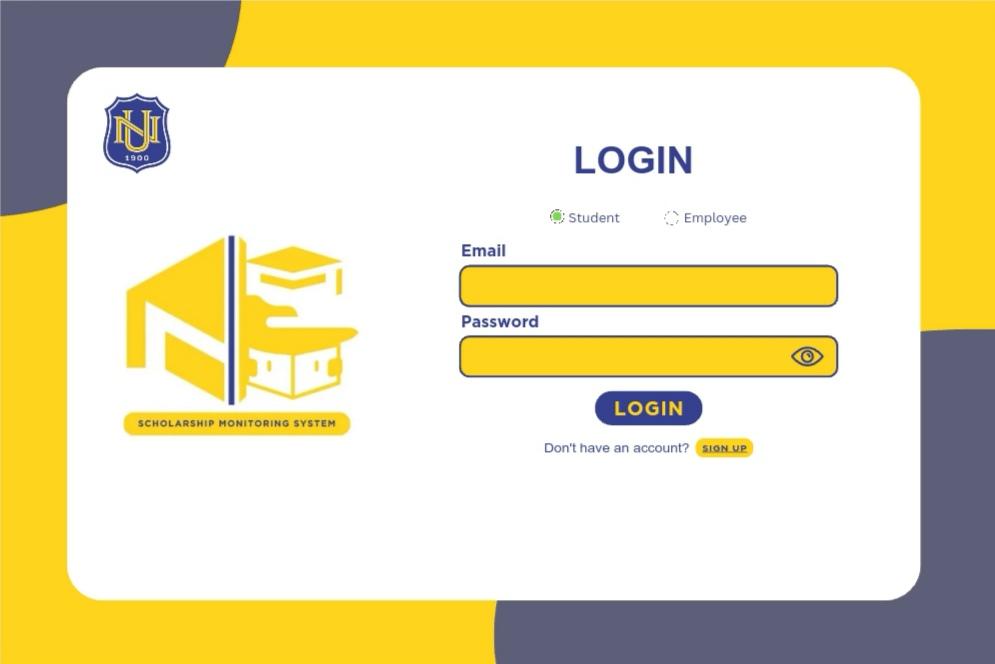 NU
1900
LOGIN
Student Employee
Email
Password
SCHOLARSHIP MONITORING SYSTEM
LOGIN
Don't have an account? SIGN UP